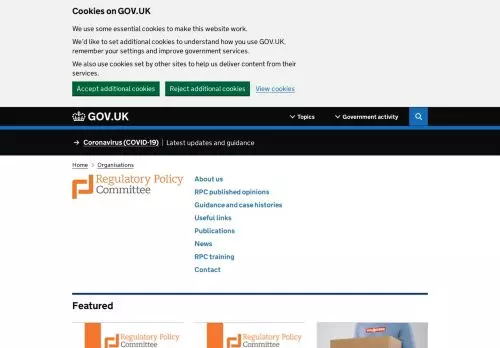 Cookies on GOV.UK
We use some essential cookies to make this website work.
We'd like to set additional cookies to understand how you use GOV.UK,
remember your settings and improve government services.
We also use cookies set by other sites to help us deliver content from their
services.
Accept additional cookies Reject additional cookies View cookies
GOV.UK Topics Government activity
→ Coronavirus (COVID-19) | Latest updates and guidance
Home > Organisations
Regulatory Policy
Committee
About us
RPC published opinions
Guidance and case histories
Useful links
Publications
News
RPC training
Contact
Featured
Regulatory Policy
Committee
Regulatory Policy
Committee